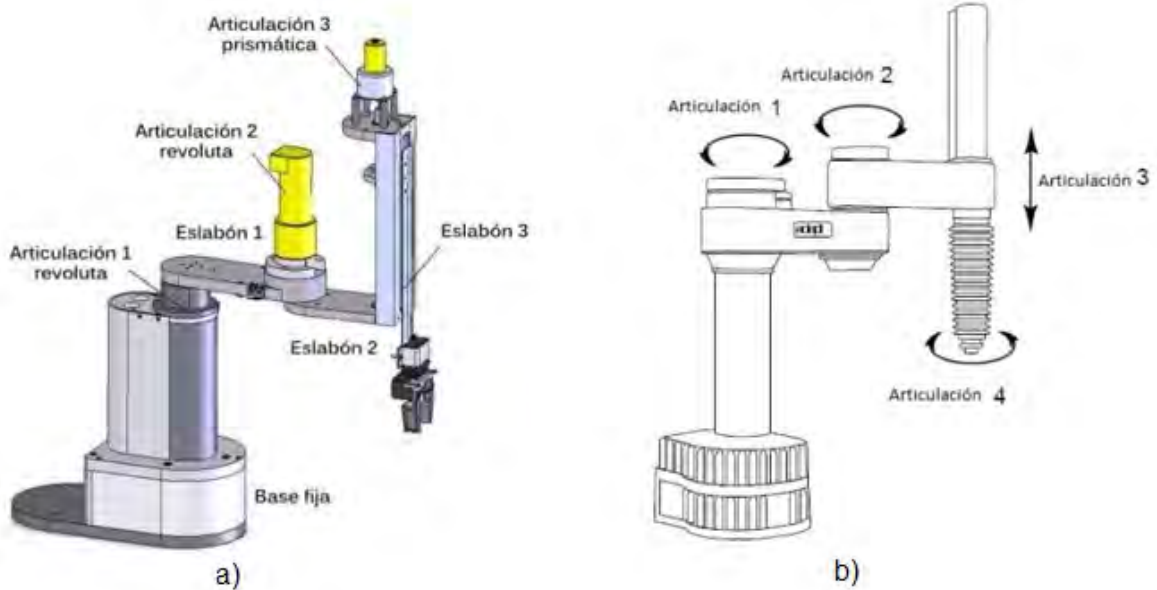 Articulación 3
prismática
Articulación 2
revoluta
Eslabón 1
Articulación 1
revoluta
Eslabón 3
Eslabón 2
Base fija
a)
Articulación 1
Articulación 2
Articulación 3
Articulación 4
b)